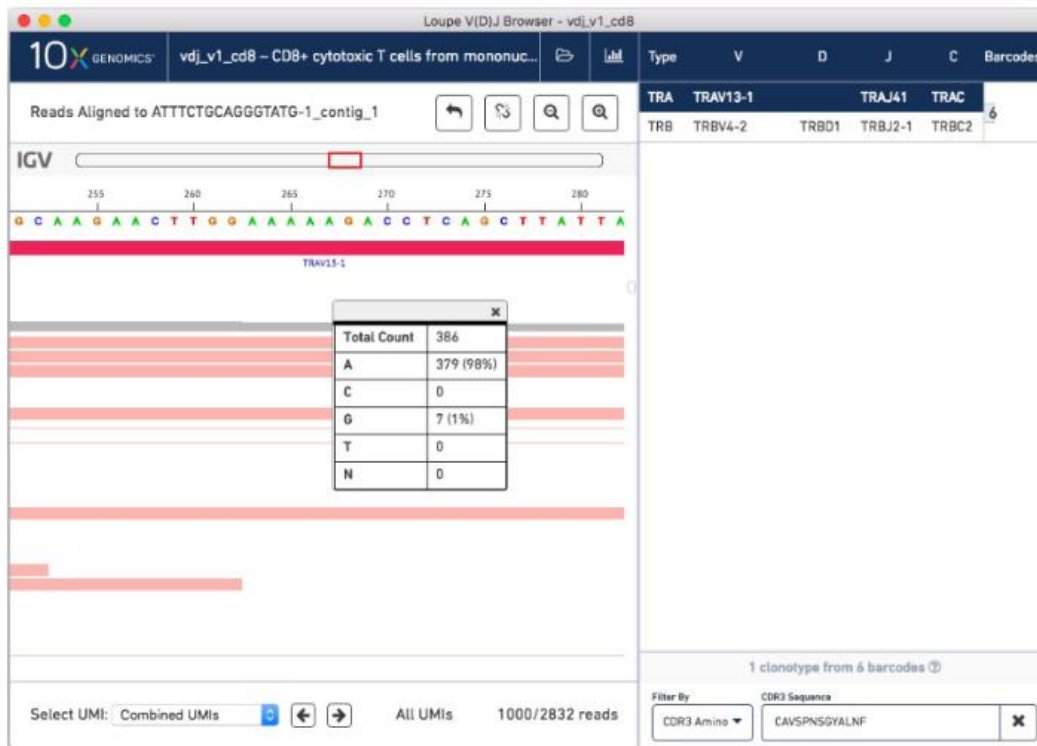 Loupe V(D)J Browser - vdj_v1_cd8
10X GENOMICS
vdj_v1_cd8 – CD8+ cytotoxic T cells from mononuc...
Type V D J C Barcodes
TRA TRAV13-1 TRAJ41 TRAC
TRB TRBV4-2 TRBD1 TRBJ2-1 TRBC2
6
Reads Aligned to ATTTCTGCAGGGTATG-1_contig_1
IGV
255 260 265 270 275 280
G C A A G A A C T T G G A A A A A G A C C T C A G C T T A T T A
TRAV13-1
Total Count 386
A 379 (98%)
C 0
G 7 (1%)
T 0
N 0
1 clonotype from 6 barcodes ?
Filter By CDR3 Sequence
CDR3 Amino CAVSPNSGYALNF
Select UMI: Combined UMIs All UMIs 1000/2832 reads